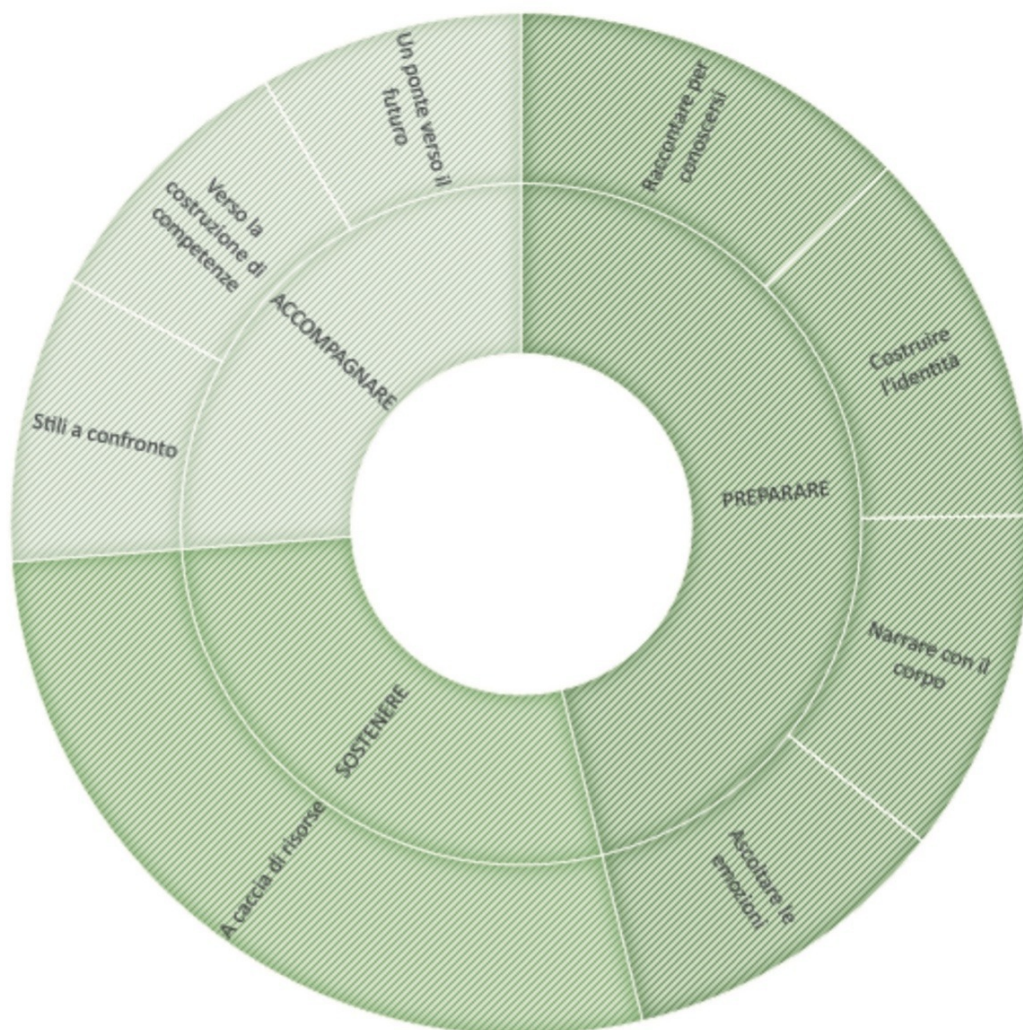 Raccontare per
conoscersi
Costruire
l'identità
Narrare con il
corpo
Ascoltare le
emozioni
PREPARARE
A caccia di risorse
SOSTENERE
Stili a confronto
Verso la
costruzione di
competenze
Un ponte verso il
futuro
ACCOMPAGNARE